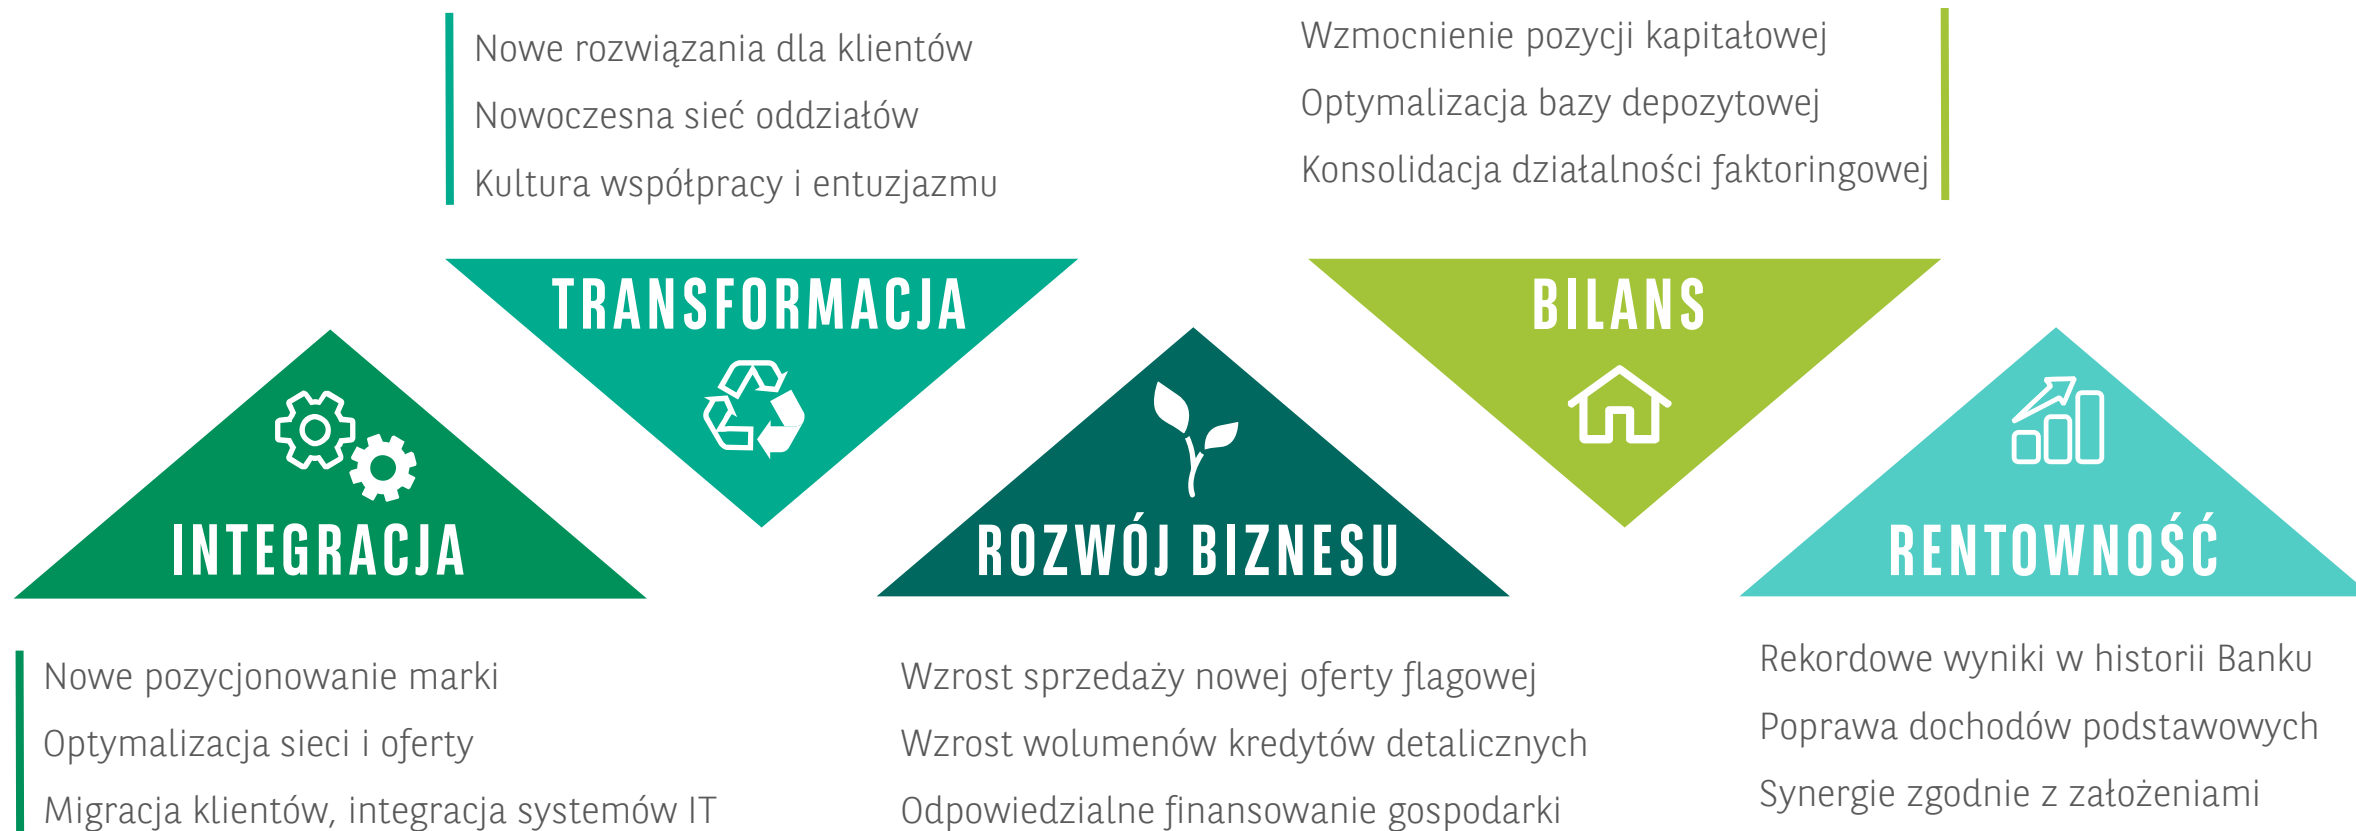 Nowe rozwiązania dla klientów
Nowoczesna sieć oddziałów
Kultura współpracy i entuzjazmu
Wzmocnienie pozycji kapitałowej
Optymalizacja bazy depozytowej
Konsolidacja działalności faktoringowej
TRANSFORMACJA
BILANS
INTEGRACJA
ROZWÓJ BIZNESU
RENTOWNOŚĆ
Nowe pozycjonowanie marki
Optymalizacja sieci i oferty
Migracja klientów, integracja systemów IT
Wzrost sprzedaży nowej oferty flagowej
Wzrost wolumenów kredytów detalicznych
Odpowiedzialne finansowanie gospodarki
Rekordowe wyniki w historii Banku
Poprawa dochodów podstawowych
Synergie zgodnie z założeniami